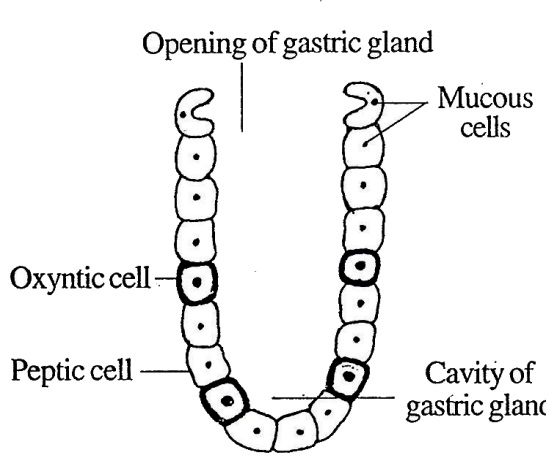 Opening of gastric gland
Mucous
cells
Oxyntic cell
Peptic cell
Cavity of
gastric gland